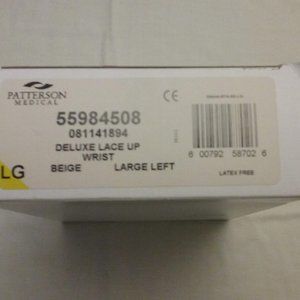 PATTERSON
MEDICAL
55984508
081141894
DELUXE LACE UP
WRIST
BEIGE LARGE LEFT
LG
CE
6 00792 58702 6
LATEX FREE